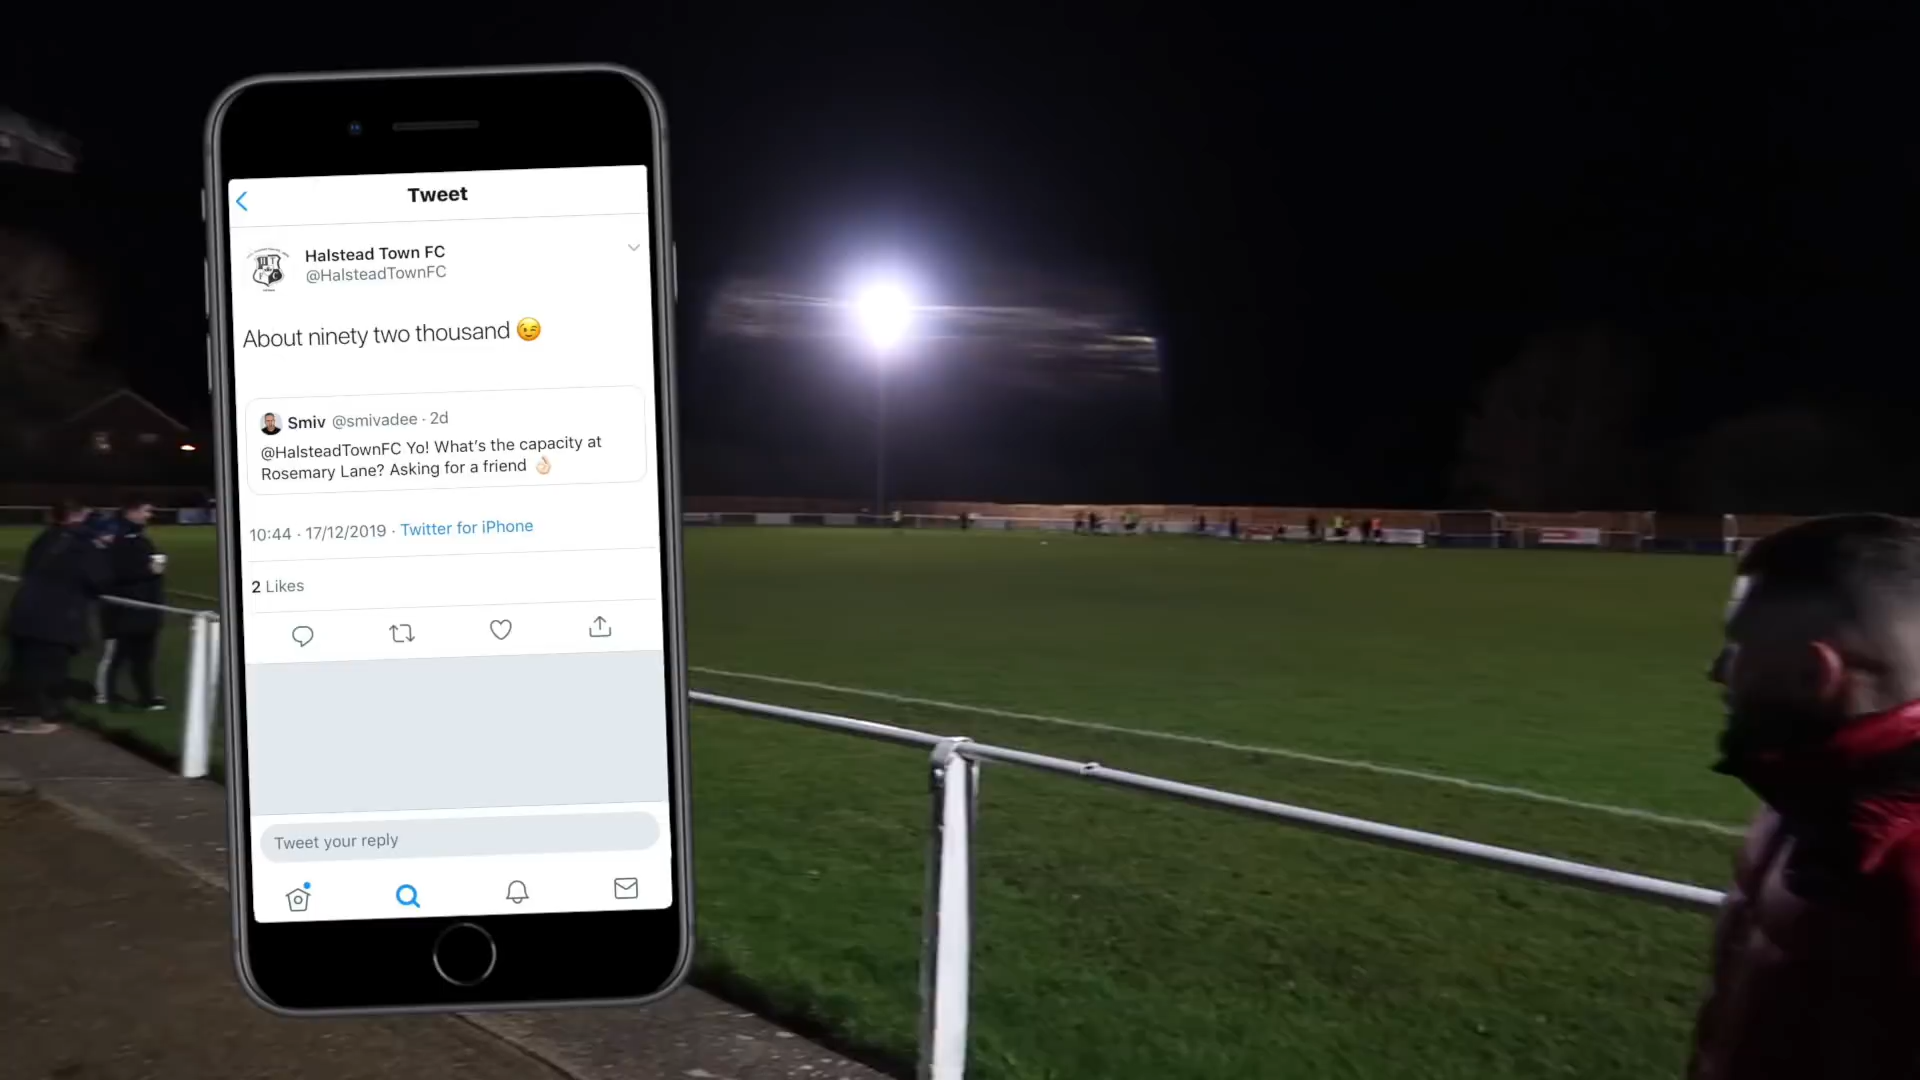 Tweet
Halstead Town FC
@HalsteadTownFC
About ninety two thousand 😉
Smiv @smivadee · 2d
@HalsteadTownFC Yo! What's the capacity at
Rosemary Lane? Asking for a friend 👌🏻
10:44 · 17/12/2019 · Twitter for iPhone
2 Likes
Tweet your reply